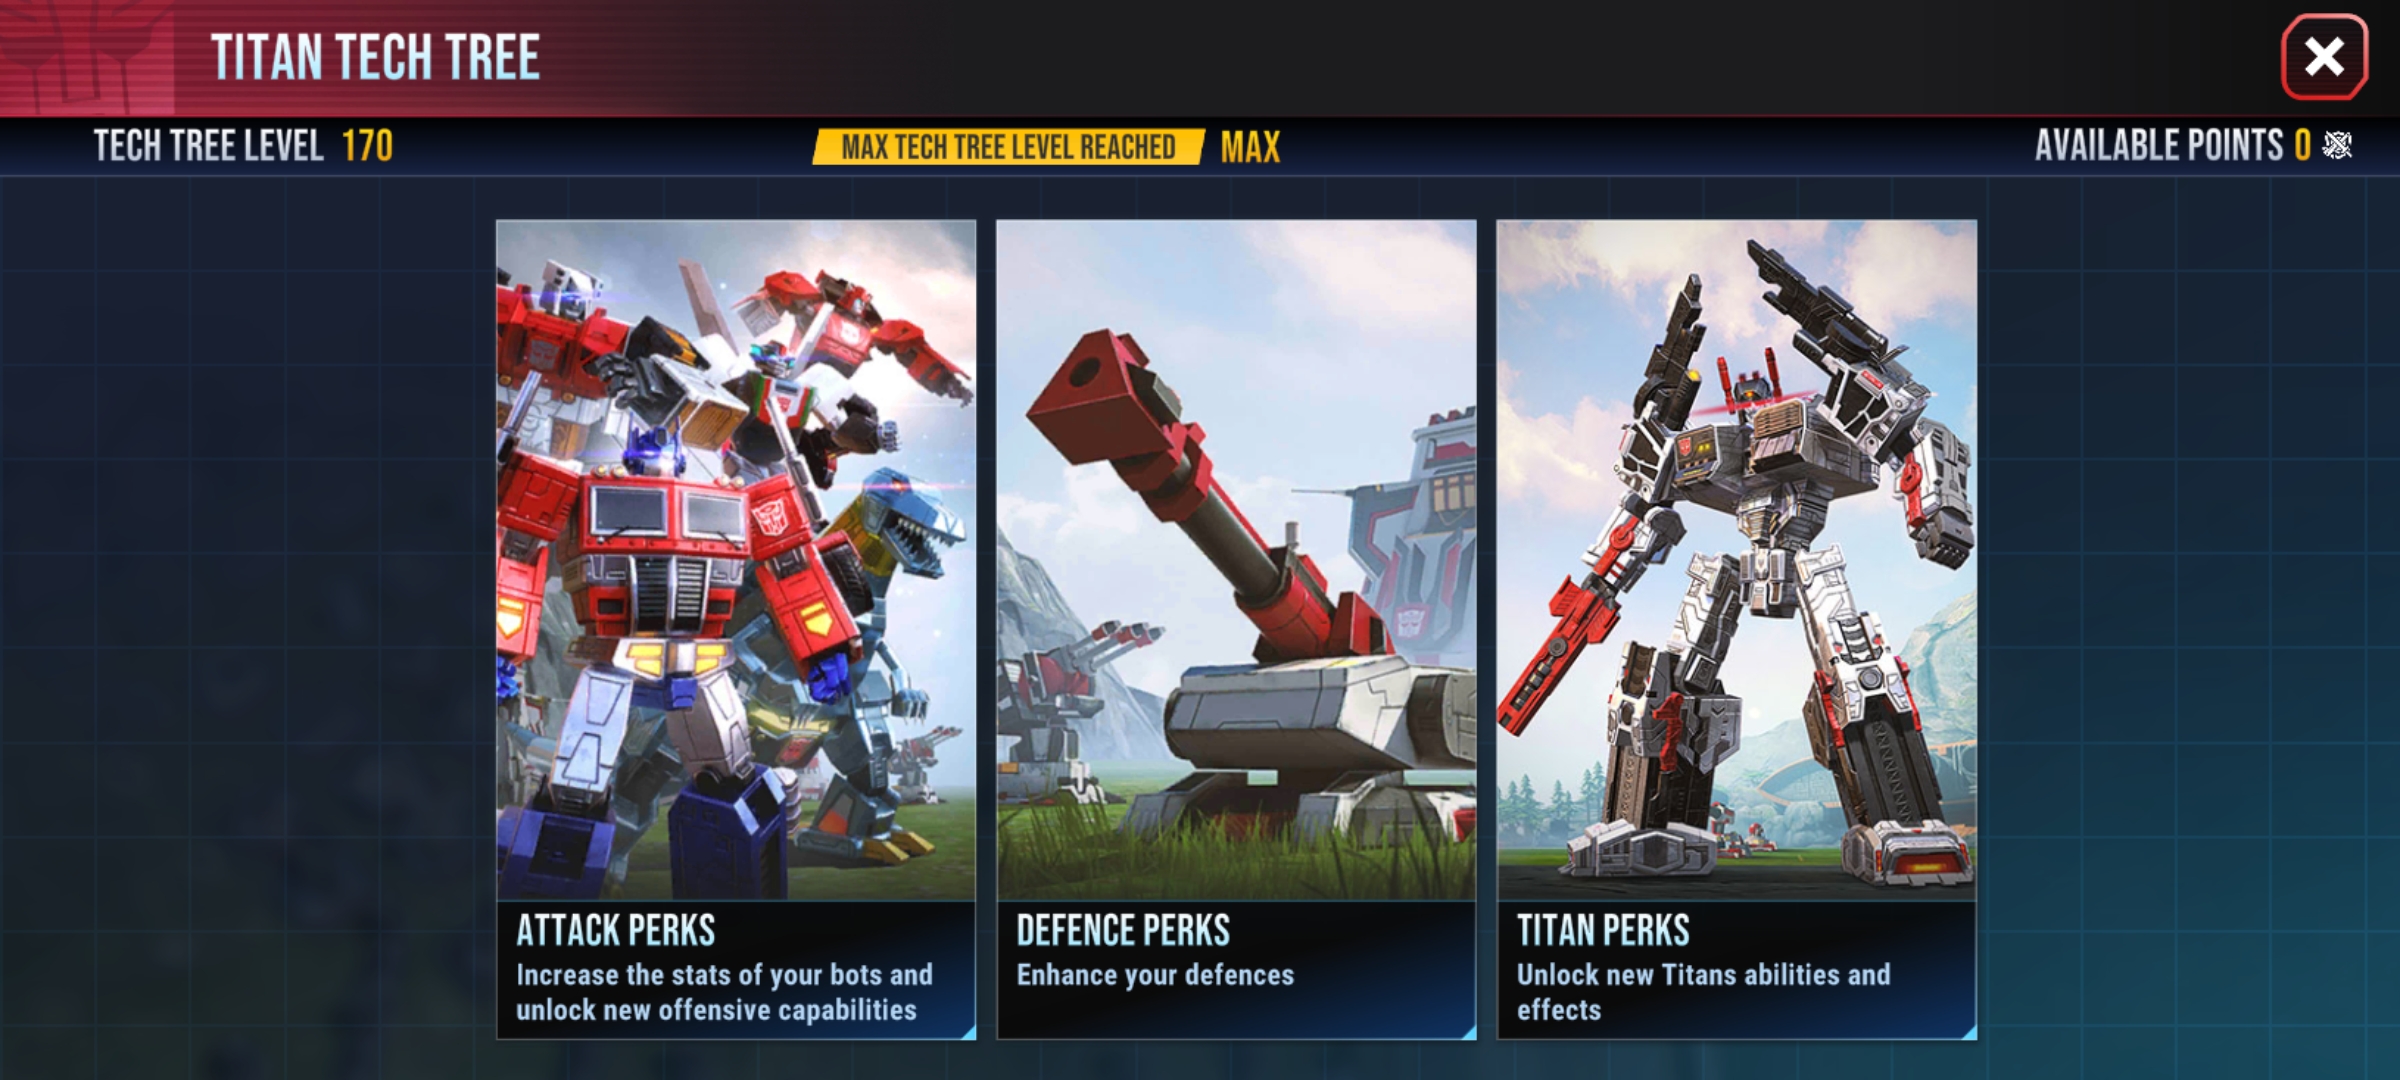 TITAN TECH TREE
TECH TREE LEVEL 170
MAX TECH TREE LEVEL REACHED MAX
AVAILABLE POINTS 0
ATTACK PERKS
Increase the stats of your bots and
unlock new offensive capabilities
DEFENCE PERKS
Enhance your defences
TITAN PERKS
Unlock new Titans abilities and
effects